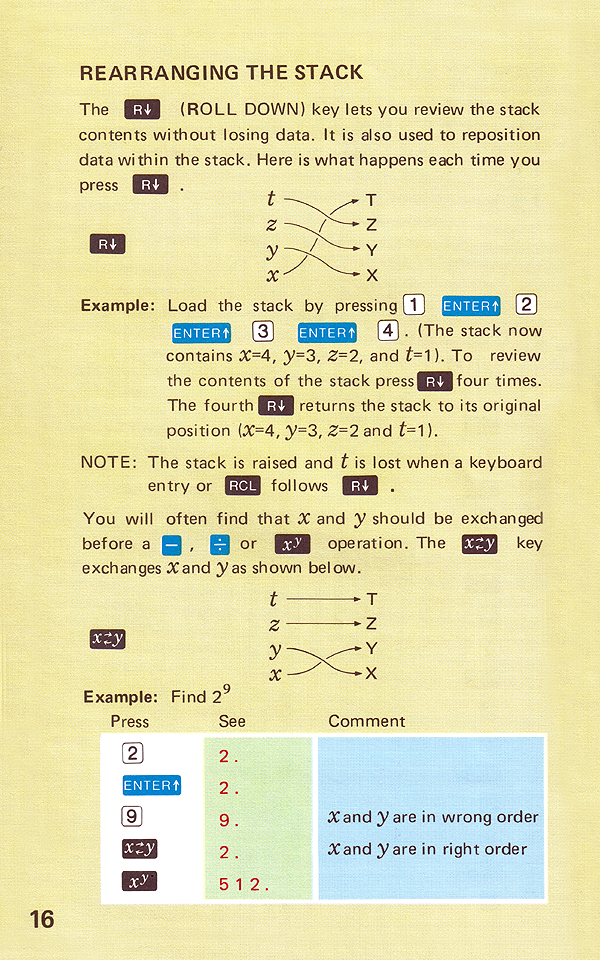 REARRANGING THE STACK
The R↓ (ROLL DOWN) key lets you review the stack
contents without losing data. It is also used to reposition
data within the stack. Here is what happens each time you
press R↓ .
t T
z Z
R↓
y Y
x X
Example: Load the stack by pressing 1 ENTER↑ 2
ENTER↑ 3 ENTER↑ 4 . (The stack now
contains x=4, y=3, z=2, and t=1). To review
the contents of the stack press R↓ four times.
The fourth R↓ returns the stack to its original
position (x=4, y=3, z=2 and t=1).
NOTE: The stack is raised and t is lost when a keyboard
entry or RCL follows R↓ .
You will often find that x and y should be exchanged
before a − , ÷ or xʸ operation. The x⇄y key
exchanges x and y as shown below.
t T
z Z
x⇄y
y Y
x X
Example: Find 2⁹
Press See Comment
2 2.
ENTER↑ 2.
9 9. x and y are in wrong order
x⇄y 2. x and y are in right order
xʸ 512.
16